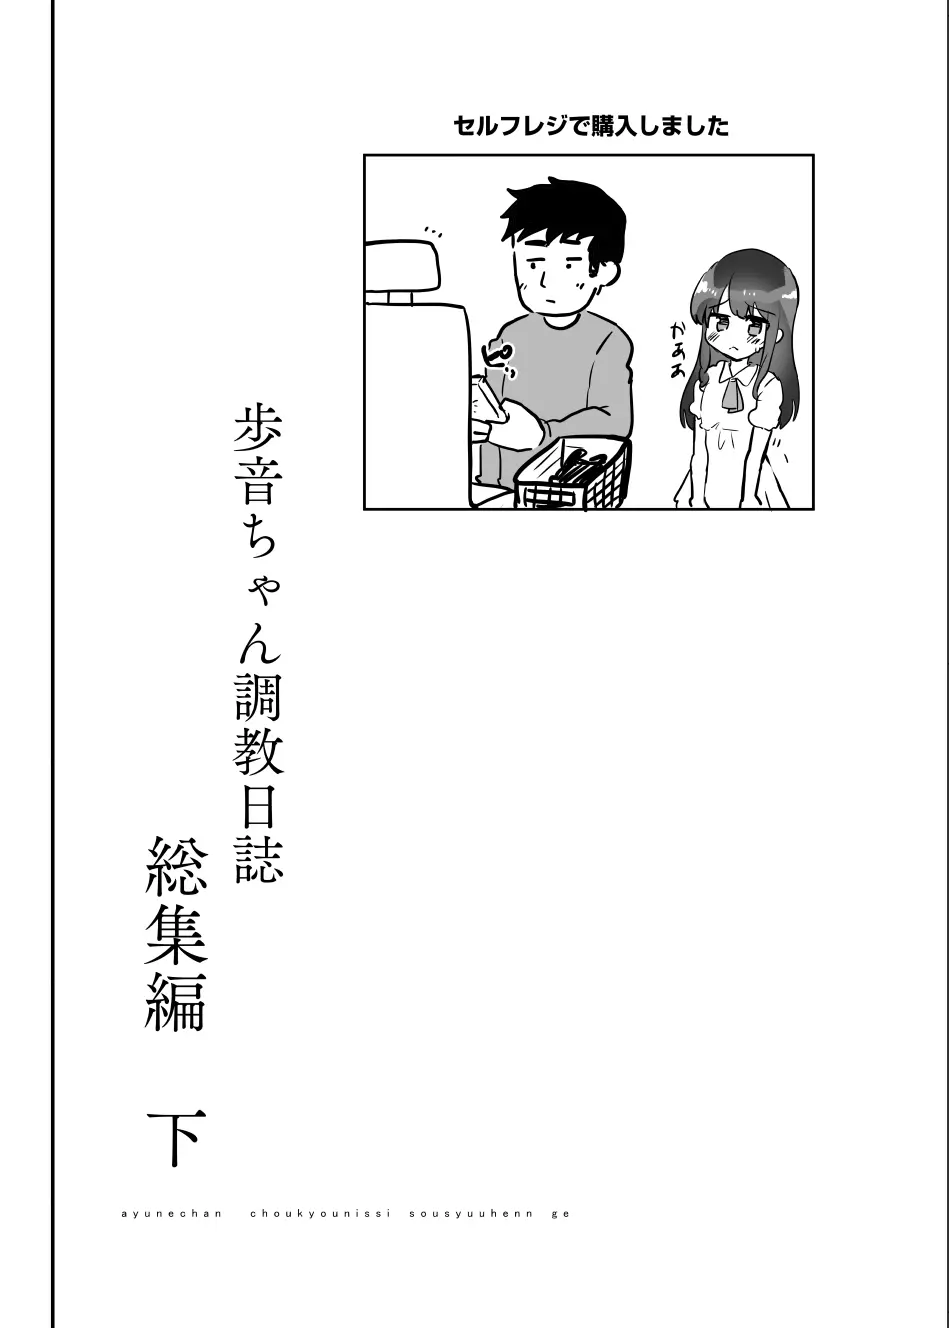 セルフレジで購入しました
かああ
ピッ
歩音ちゃん調教日誌
総集編 下
ayunechan choukyounissi sousyuuhenn ge